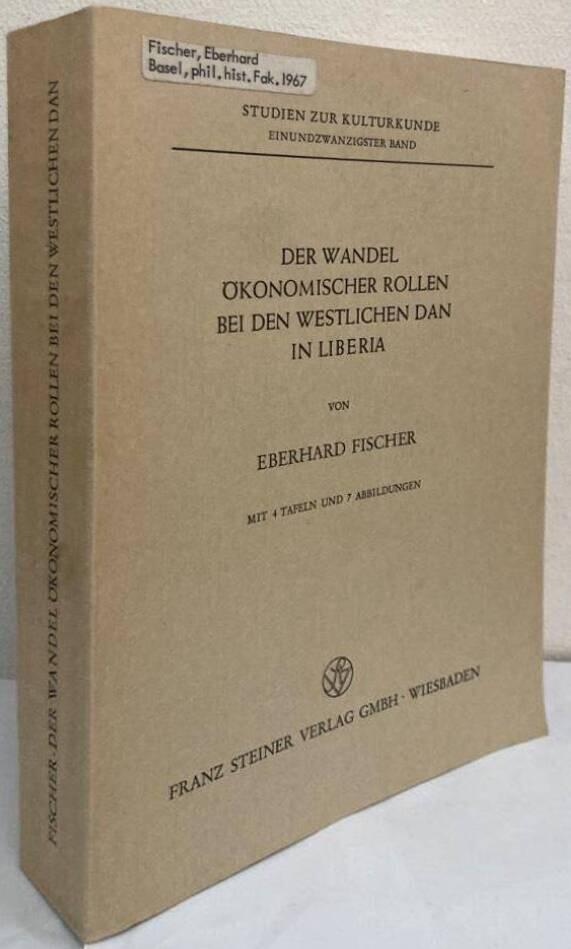 Fischer, Eberhard
Basel, phil. hist. Fak. 1967
STUDIEN ZUR KULTURKUNDE
EINUNDZWANZIGSTER BAND
DER WANDEL
ÖKONOMISCHER ROLLEN
BEI DEN WESTLICHEN DAN
IN LIBERIA
VON
EBERHARD FISCHER
MIT 4 TAFELN UND 7 ABBILDUNGEN
FRANZ STEINER VERLAG GMBH · WIESBADEN
FISCHER · DER WANDEL ÖKONOMISCHER ROLLEN BEI DEN WESTLICHEN DAN